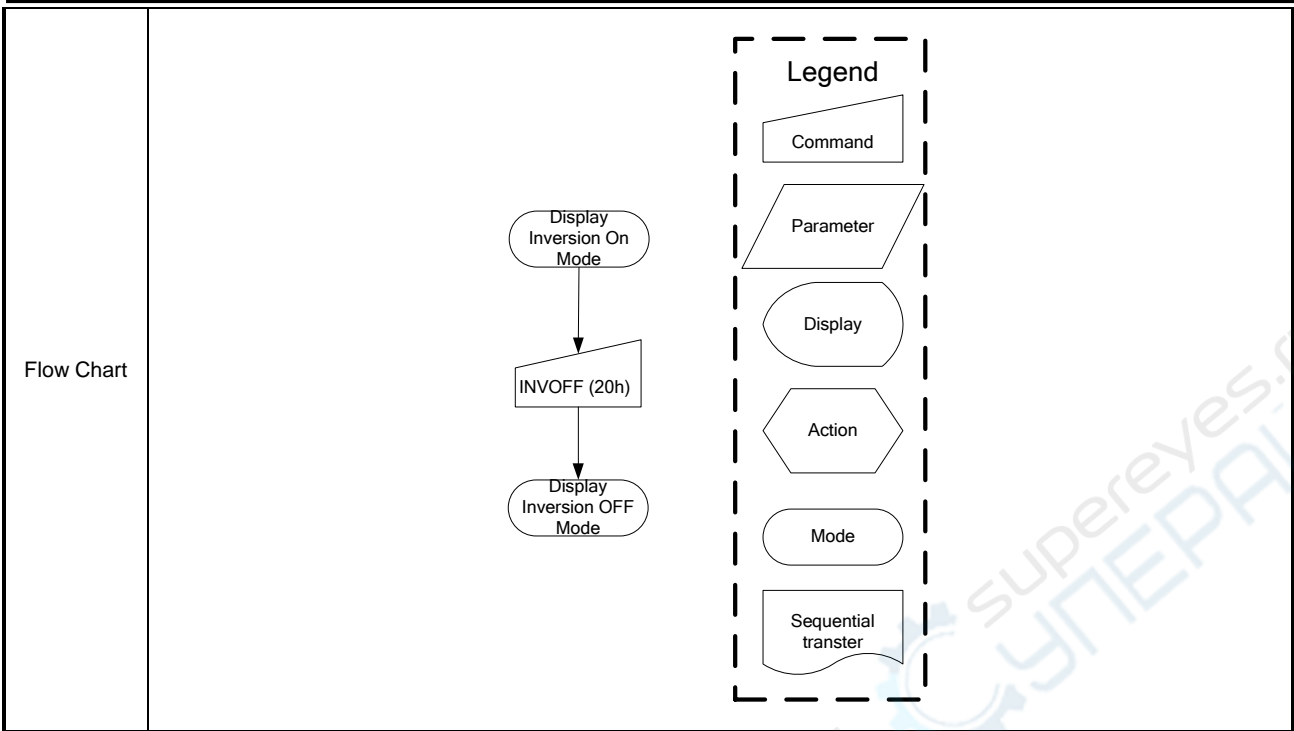 Flow Chart
Display
Inversion On
Mode
INVOFF (20h)
Display
Inversion OFF
Mode
Legend
Command
Parameter
Display
Action
Mode
Sequential
transter
supereyes.